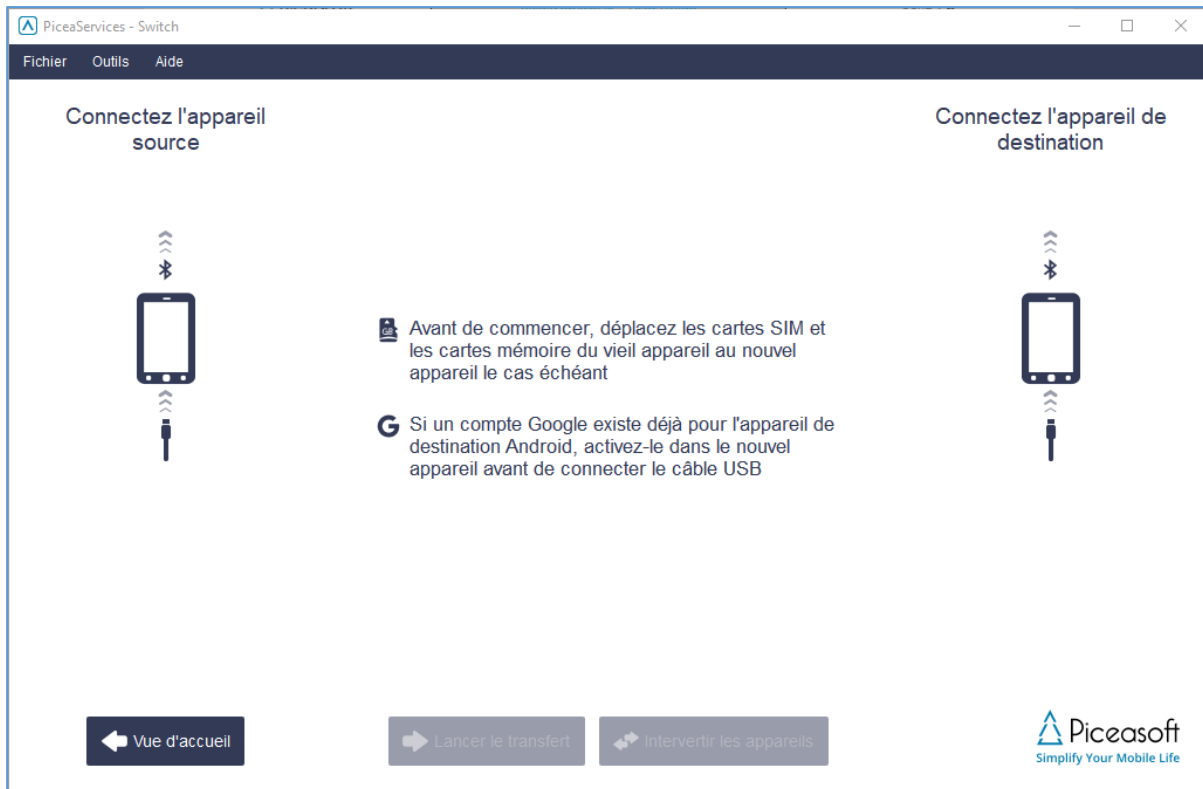 PiceaServices - Switch
Fichier Outils Aide
Connectez l'appareil
source
Connectez l'appareil de
destination
GB
Avant de commencer, déplacez les cartes SIM et
les cartes mémoire du vieil appareil au nouvel
appareil le cas échéant
G Si un compte Google existe déjà pour l'appareil de
destination Android, activez-le dans le nouvel
appareil avant de connecter le câble USB
Vue d'accueil
Lancer le transfert
Intervertir les appareils
Piceasoft
Simplify Your Mobile Life